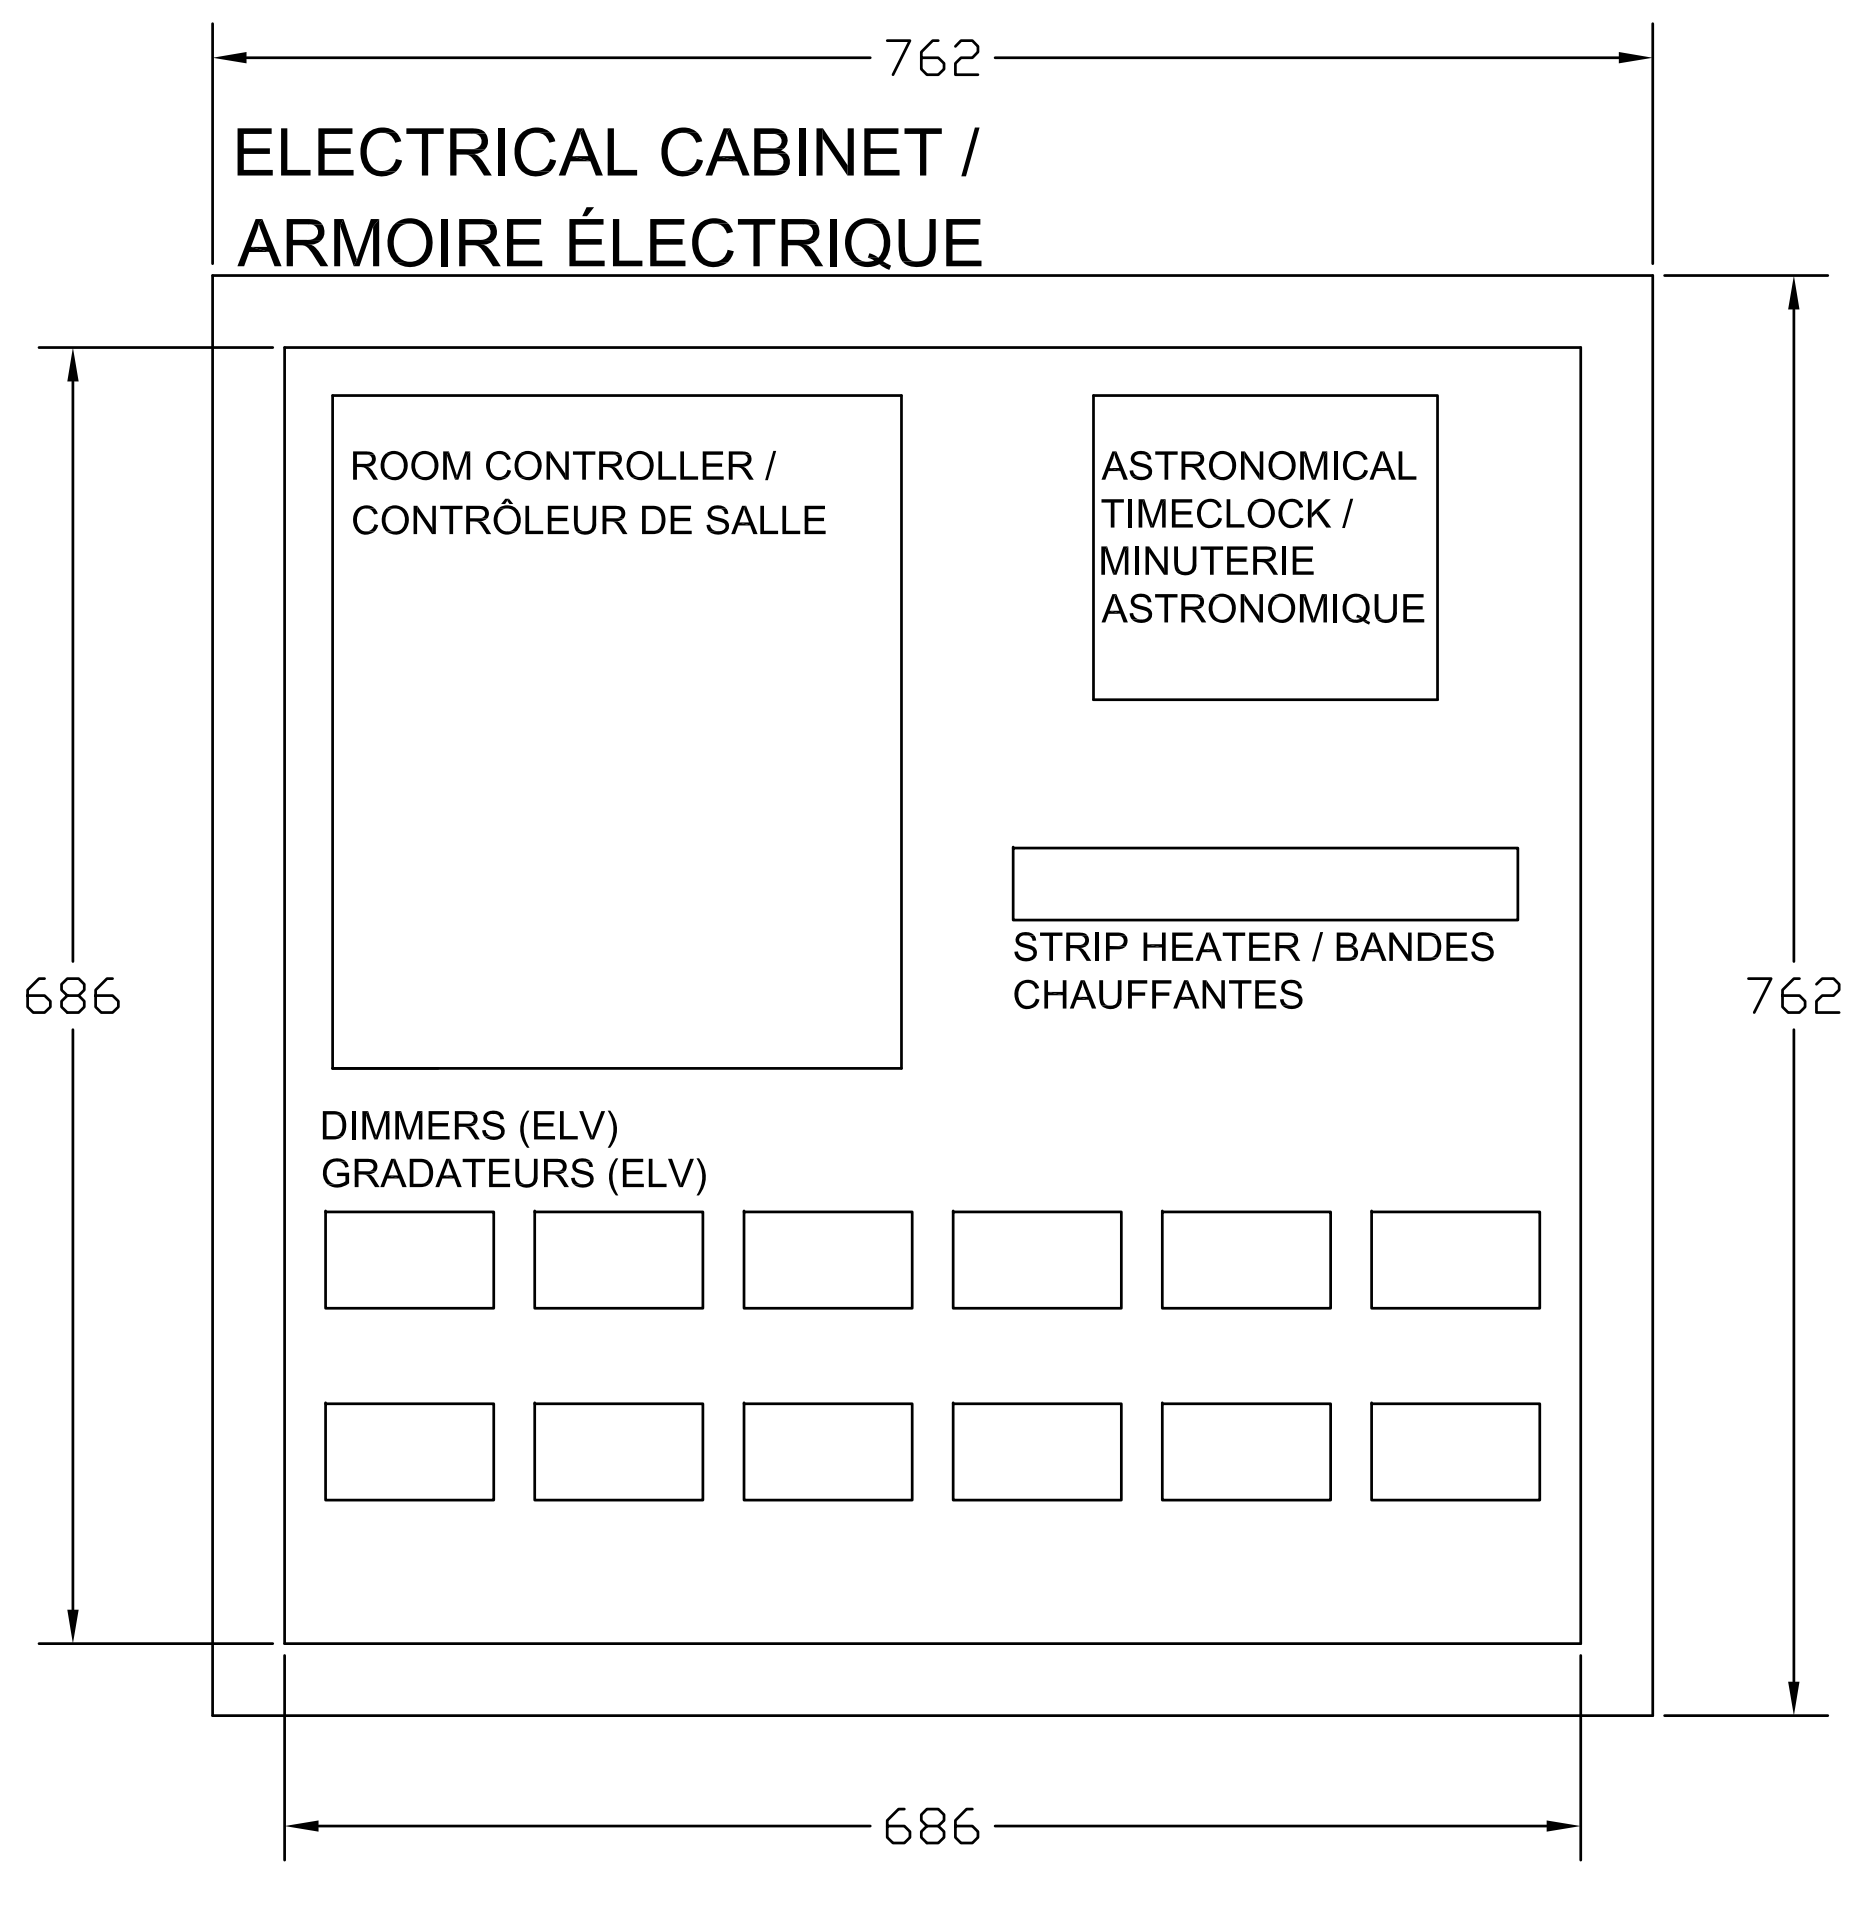 762
ELECTRICAL CABINET /
ARMOIRE ÉLECTRIQUE
ROOM CONTROLLER /
CONTRÔLEUR DE SALLE
ASTRONOMICAL
TIMECLOCK /
MINUTERIE
ASTRONOMIQUE
STRIP HEATER / BANDES
CHAUFFANTES
686
762
DIMMERS (ELV)
GRADATEURS (ELV)
686